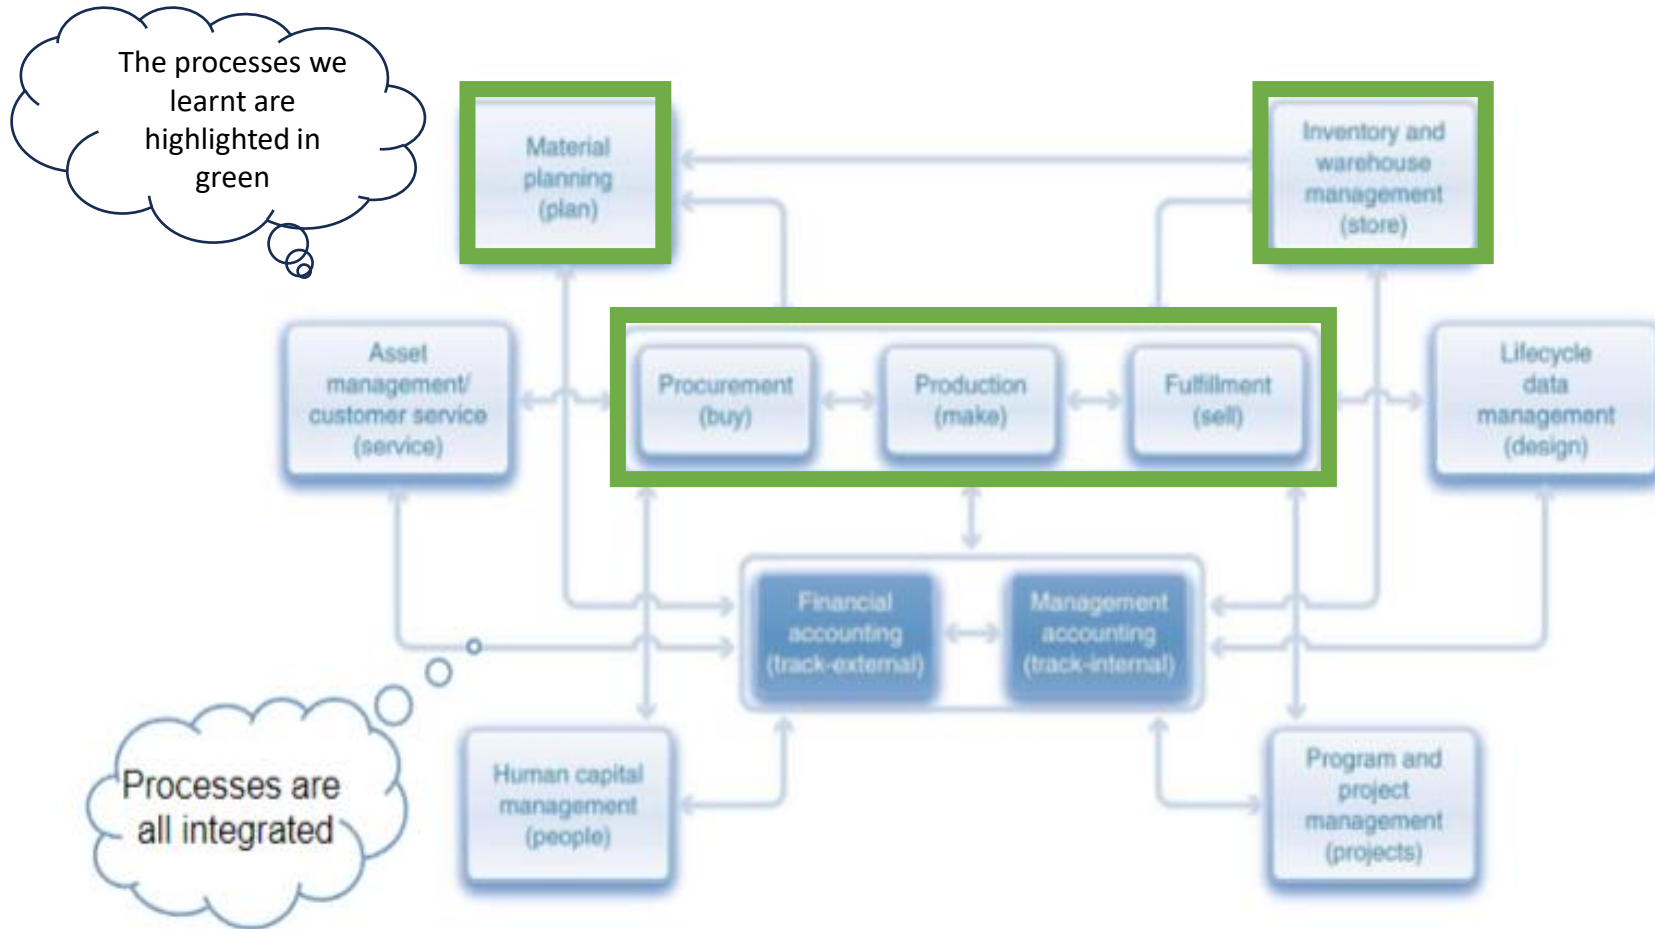 The processes we
learnt are
highlighted in
green
Material
planning
(plan)
Inventory and
warehouse
management
(store)
Asset
management/
customer service
(service)
Procurement
(buy)
Production
(make)
Fulfillment
(sell)
Lifecycle
data
management
(design)
Financial
accounting
(track-external)
Management
accounting
(track-internal)
Processes are
all integrated
Human capital
management
(people)
Program and
project
management
(projects)